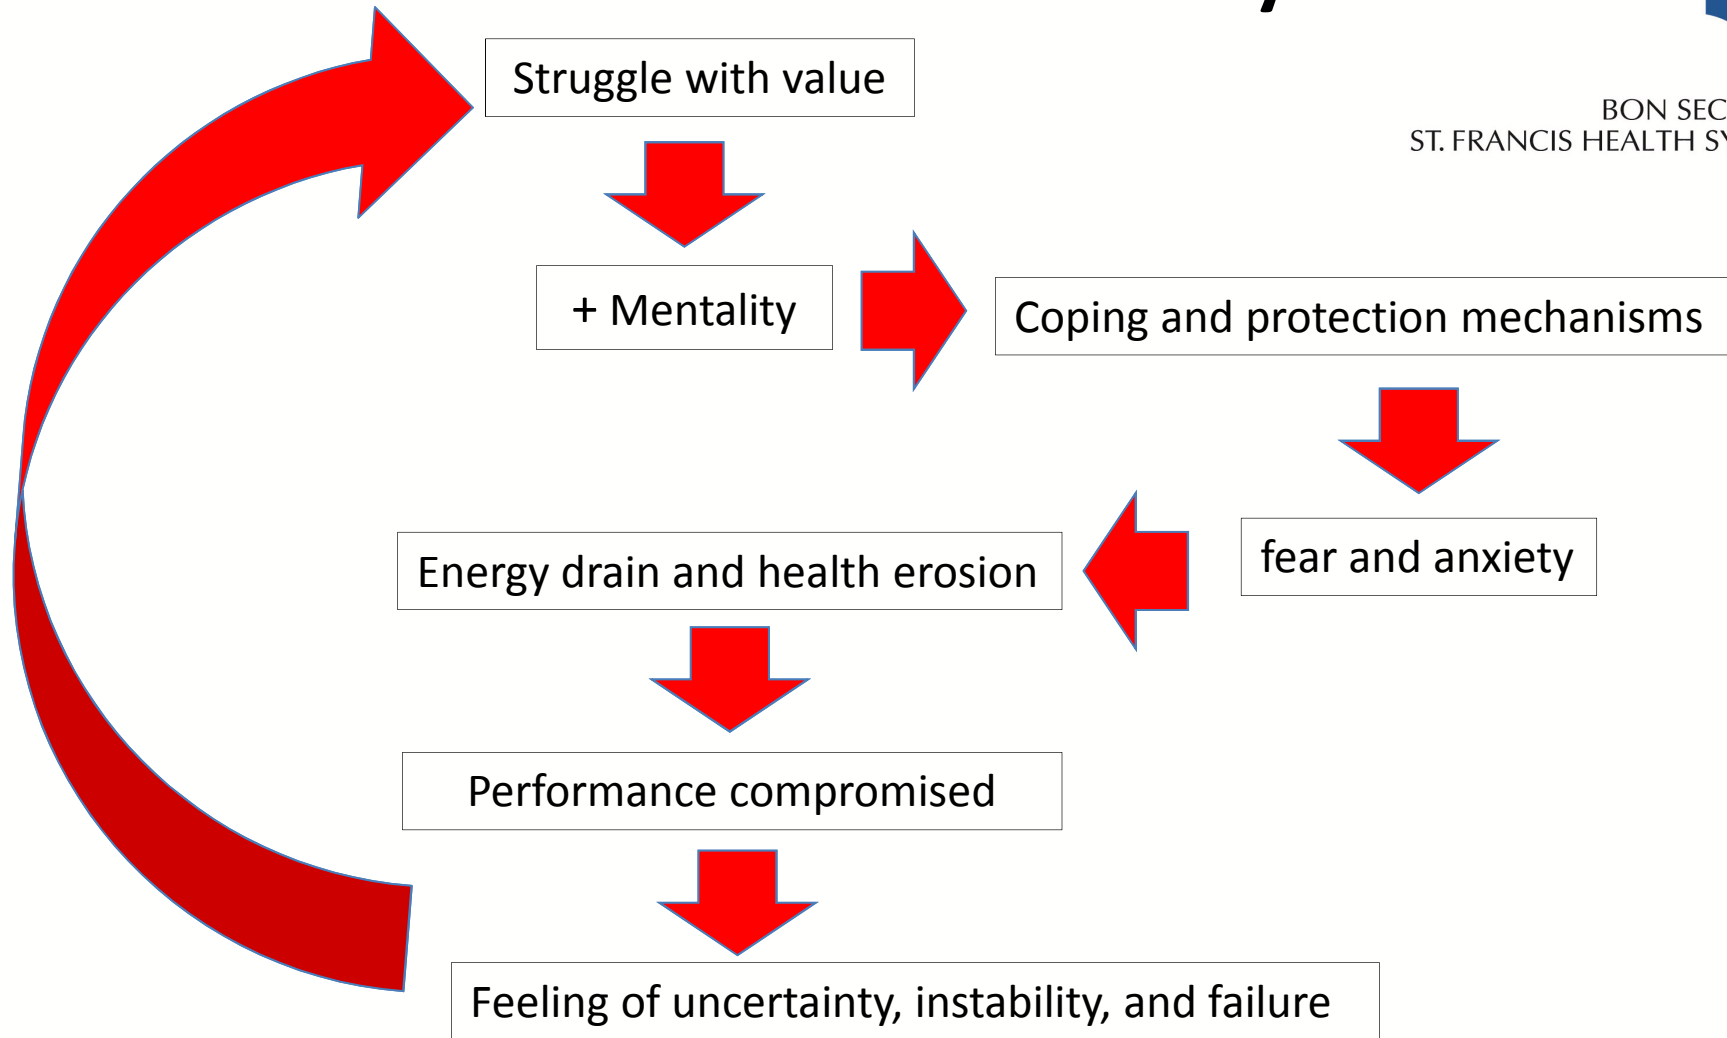 BON SEC
ST. FRANCIS HEALTH SY
Struggle with value
+ Mentality
Coping and protection mechanisms
fear and anxiety
Energy drain and health erosion
Performance compromised
Feeling of uncertainty, instability, and failure